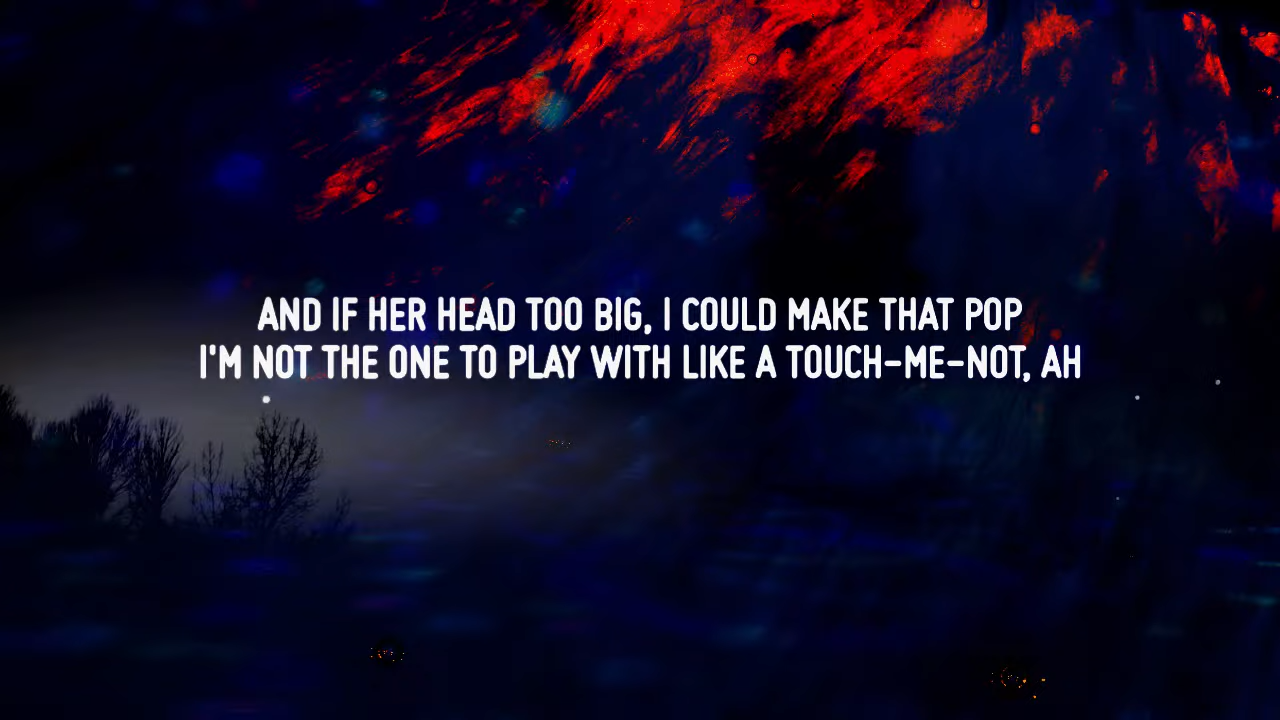 AND IF HER HEAD TOO BIG, I COULD MAKE THAT POP
I'M NOT THE ONE TO PLAY WITH LIKE A TOUCH-ME-NOT, AH